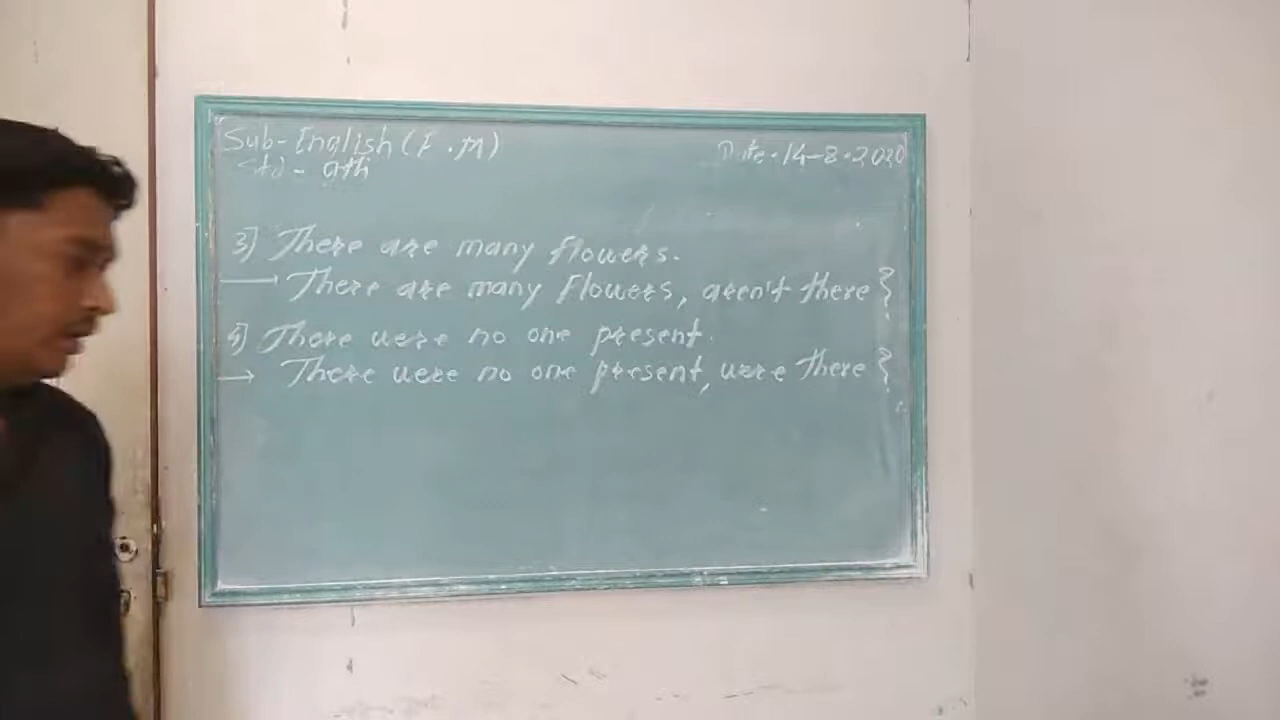 Sub-English (F.M)
Date-14-8-2020
Std - 9th
3] There are many flowers.
→ There are many flowers, aren't there?
4] There were no one present.
→ There were no one present, were there?